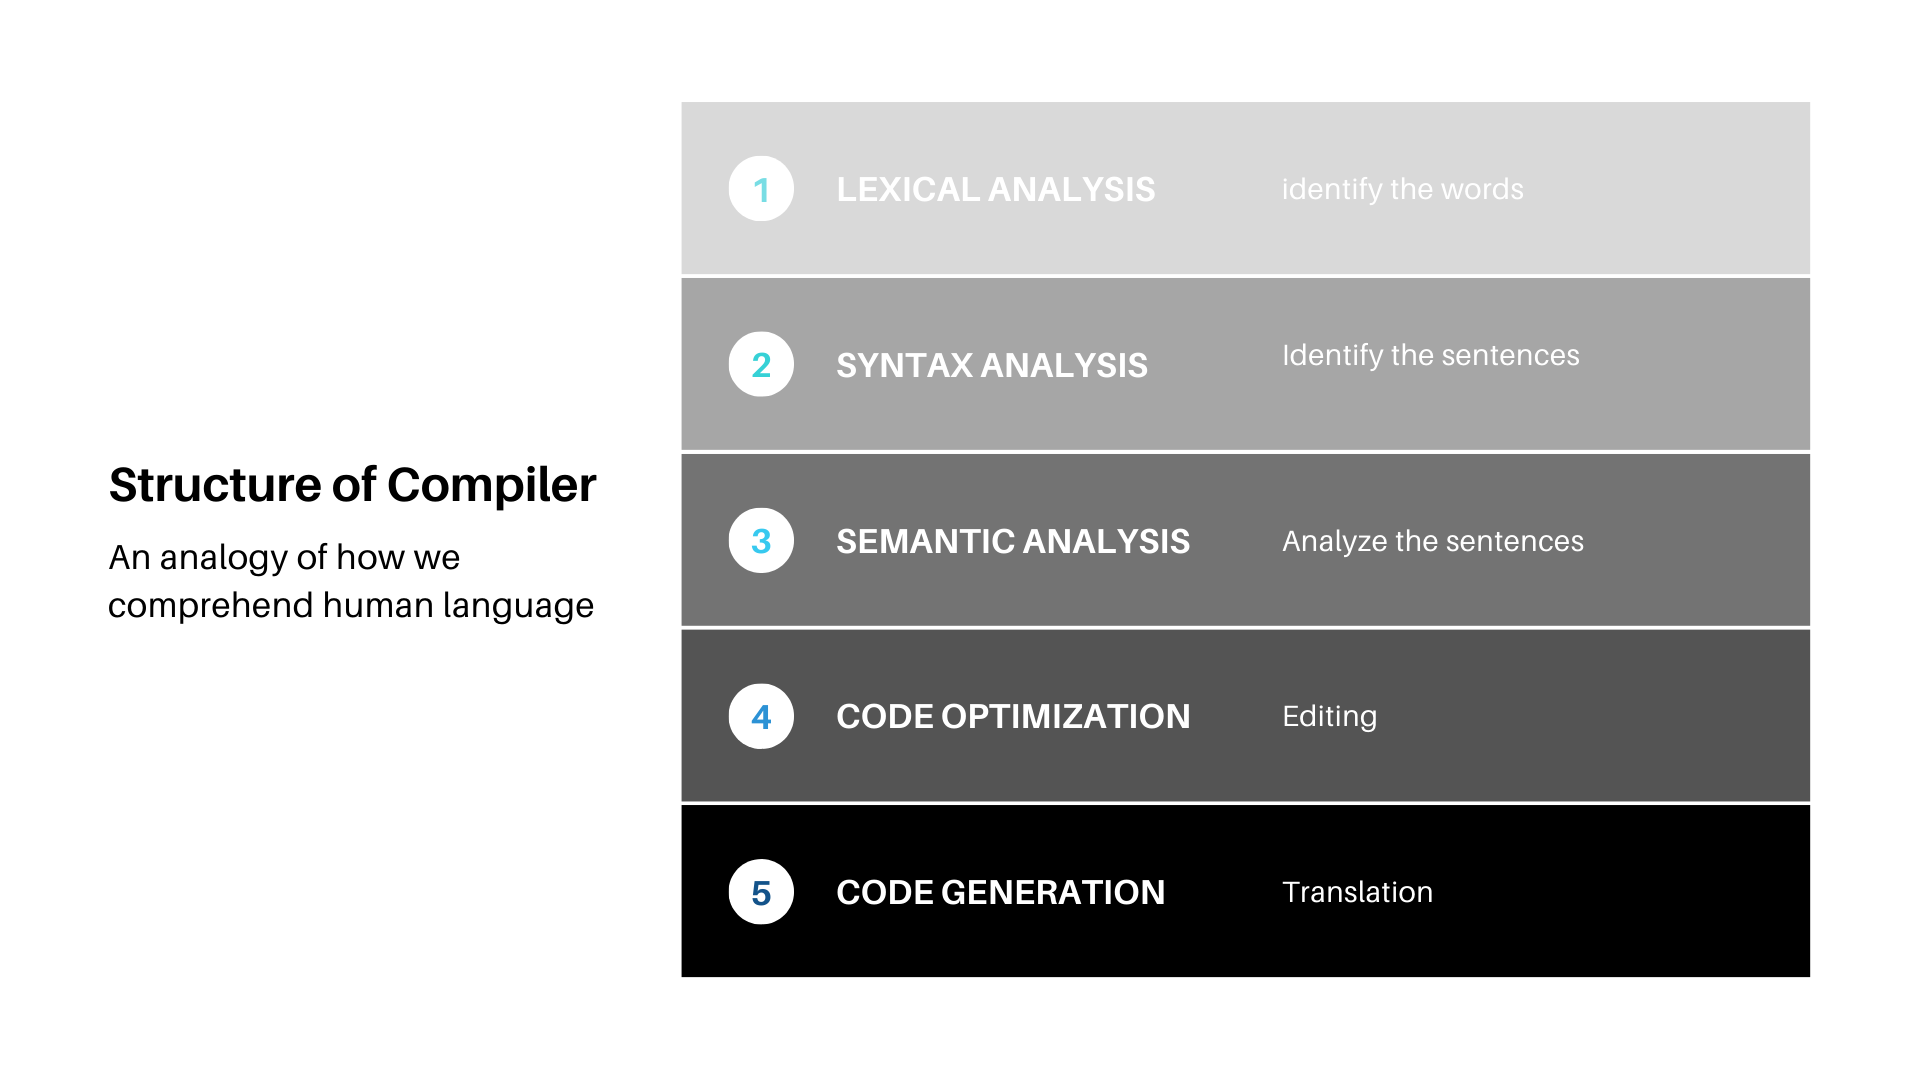 Structure of Compiler
An analogy of how we
comprehend human language
1 LEXICAL ANALYSIS identify the words
2 SYNTAX ANALYSIS Identify the sentences
3 SEMANTIC ANALYSIS Analyze the sentences
4 CODE OPTIMIZATION Editing
5 CODE GENERATION Translation